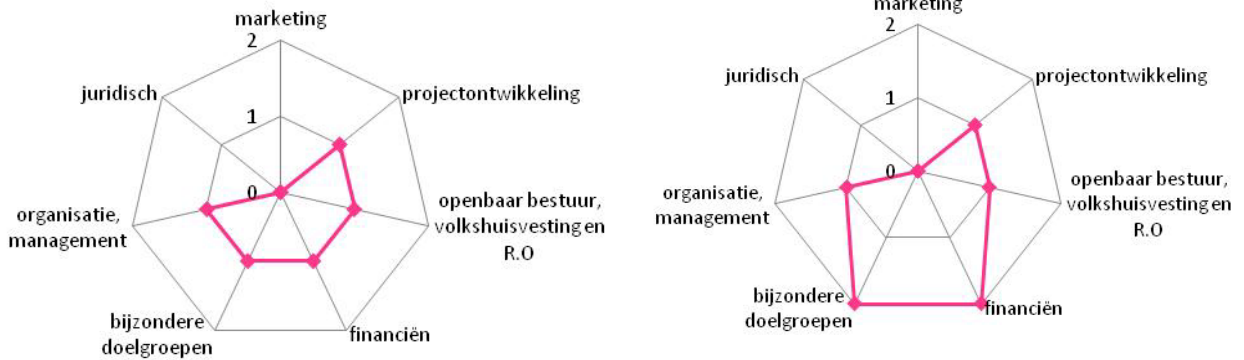 marketing
2
juridisch
projectontwikkeling
1
0
organisatie,
management
openbaar bestuur,
volkshuisvesting en
R.O
bijzondere
doelgroepen
financiën
marketing
2
juridisch
projectontwikkeling
1
0
organisatie,
management
openbaar bestuur,
volkshuisvesting en
R.O
bijzondere
doelgroepen
financiën